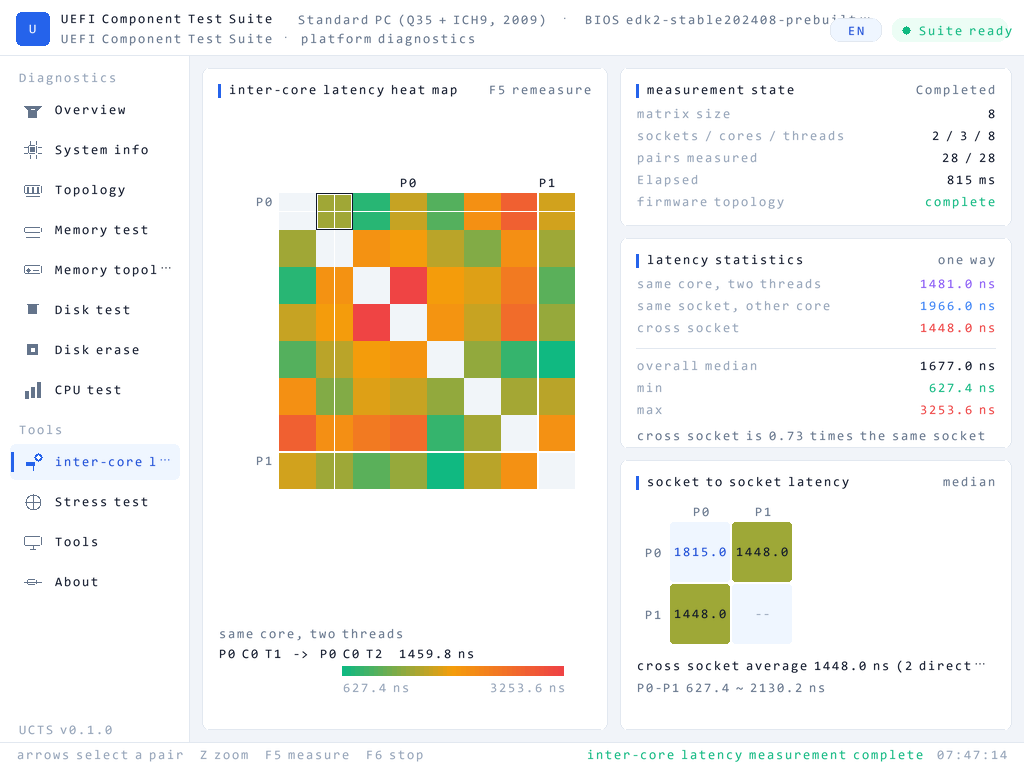 U
UEFI Component Test Suite
Standard PC (Q35 + ICH9, 2009) · BIOS edk2-stable202408-prebuilt
UEFI Component Test Suite · platform diagnostics
EN
Suite ready
Diagnostics
Overview
System info
Topology
Memory test
Memory topol···
Disk test
Disk erase
CPU test
Tools
inter-core l···
Stress test
Tools
About
UCTS v0.1.0
inter-core latency heat map
F5 remeasure
P0
P1
P0
P1
same core, two threads
P0 C0 T1 -> P0 C0 T2 1459.8 ns
627.4 ns
3253.6 ns
measurement state
Completed
matrix size 8
sockets / cores / threads 2 / 3 / 8
pairs measured 28 / 28
Elapsed 815 ms
firmware topology complete
latency statistics
one way
same core, two threads 1481.0 ns
same socket, other core 1966.0 ns
cross socket 1448.0 ns
overall median 1677.0 ns
min 627.4 ns
max 3253.6 ns
cross socket is 0.73 times the same socket
socket to socket latency
median
P0 P1
P0 1815.0 1448.0
P1 1448.0 --
cross socket average 1448.0 ns (2 direct···
P0-P1 627.4 ~ 2130.2 ns
arrows select a pair Z zoom F5 measure F6 stop
inter-core latency measurement complete 07:47:14